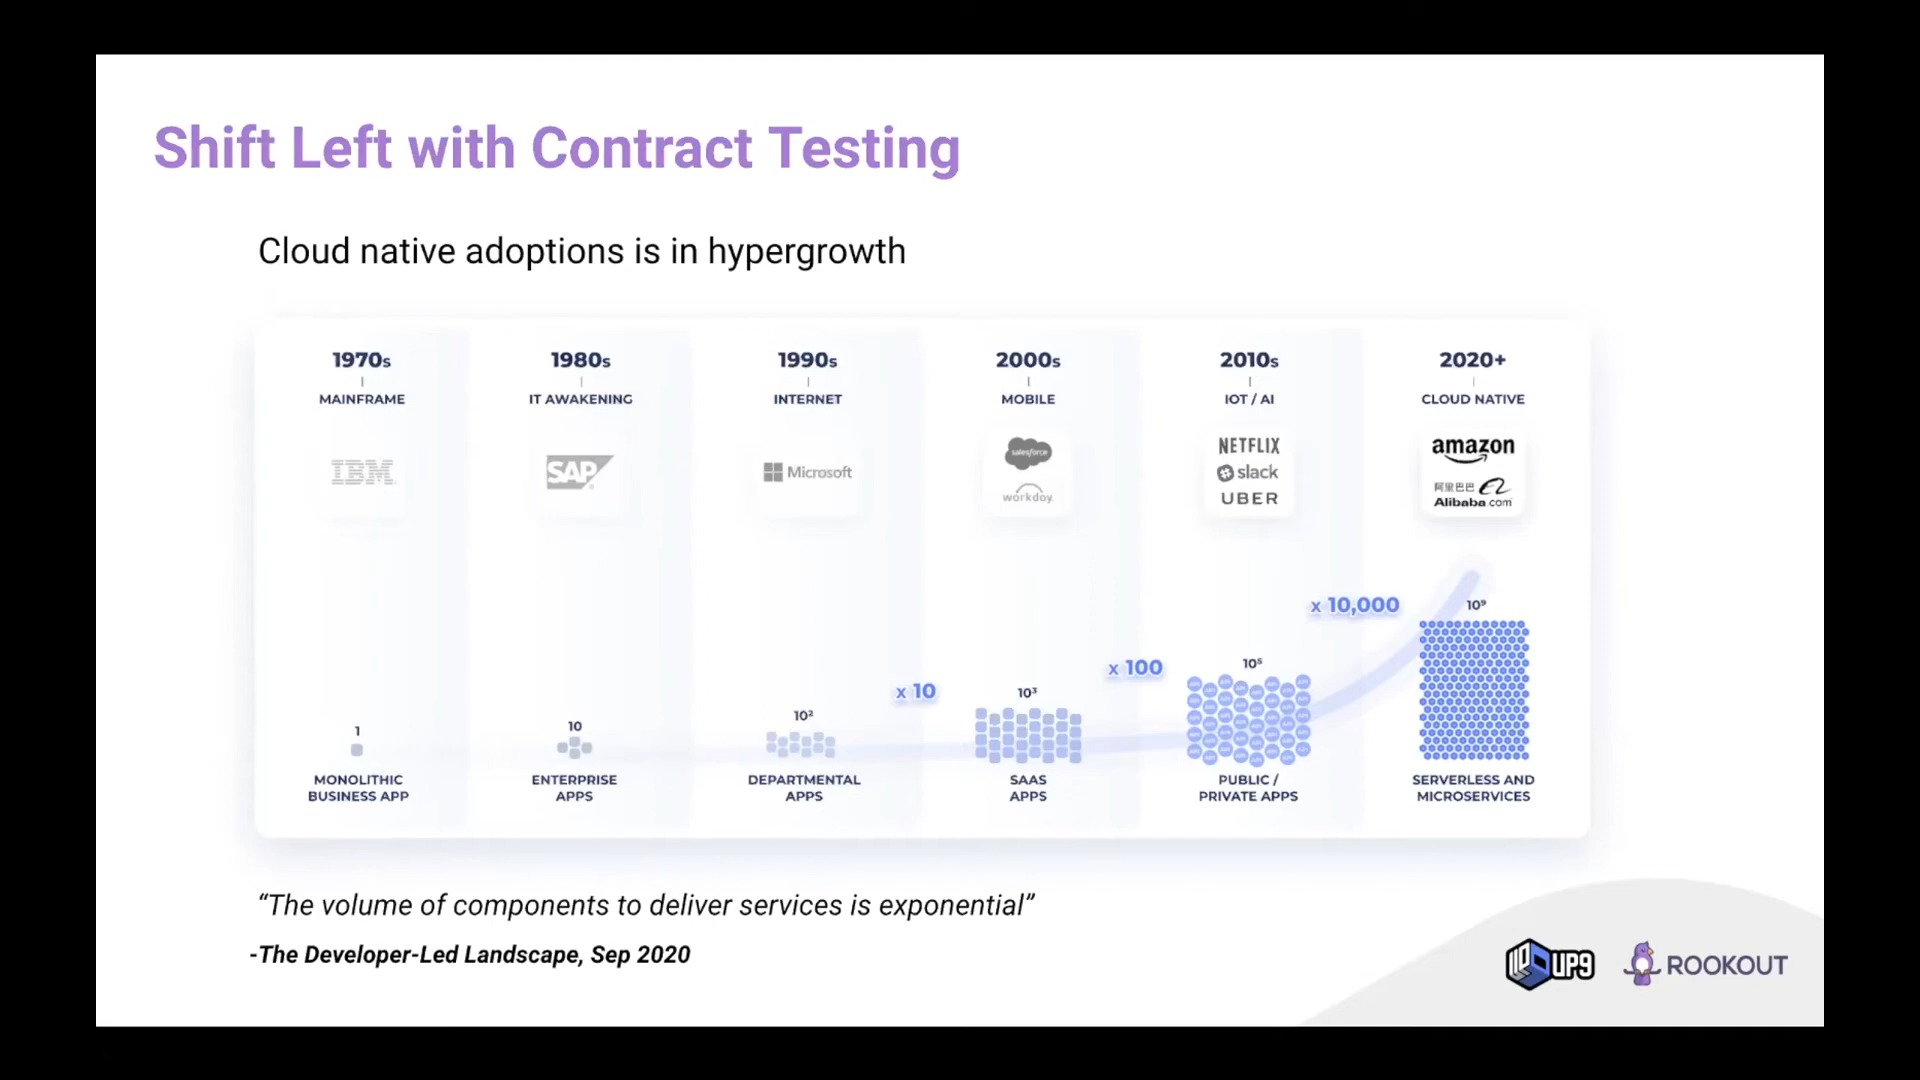 Shift Left with Contract Testing
Cloud native adoptions is in hypergrowth
1970s
MAINFRAME
IBM
1
MONOLITHIC
BUSINESS APP
1980s
IT AWAKENING
SAP
10
ENTERPRISE
APPS
1990s
INTERNET
Microsoft
10²
DEPARTMENTAL
APPS
x 10
2000s
MOBILE
salesforce
workday.
10³
SAAS
APPS
x 100
2010s
IOT / AI
NETFLIX
slack
UBER
10⁵
PUBLIC /
PRIVATE APPS
x 10,000
2020+
CLOUD NATIVE
amazon
阿里巴巴
Alibaba.com
10⁹
SERVERLESS AND
MICROSERVICES
“The volume of components to deliver services is exponential”
-The Developer-Led Landscape, Sep 2020
UP9
ROOKOUT